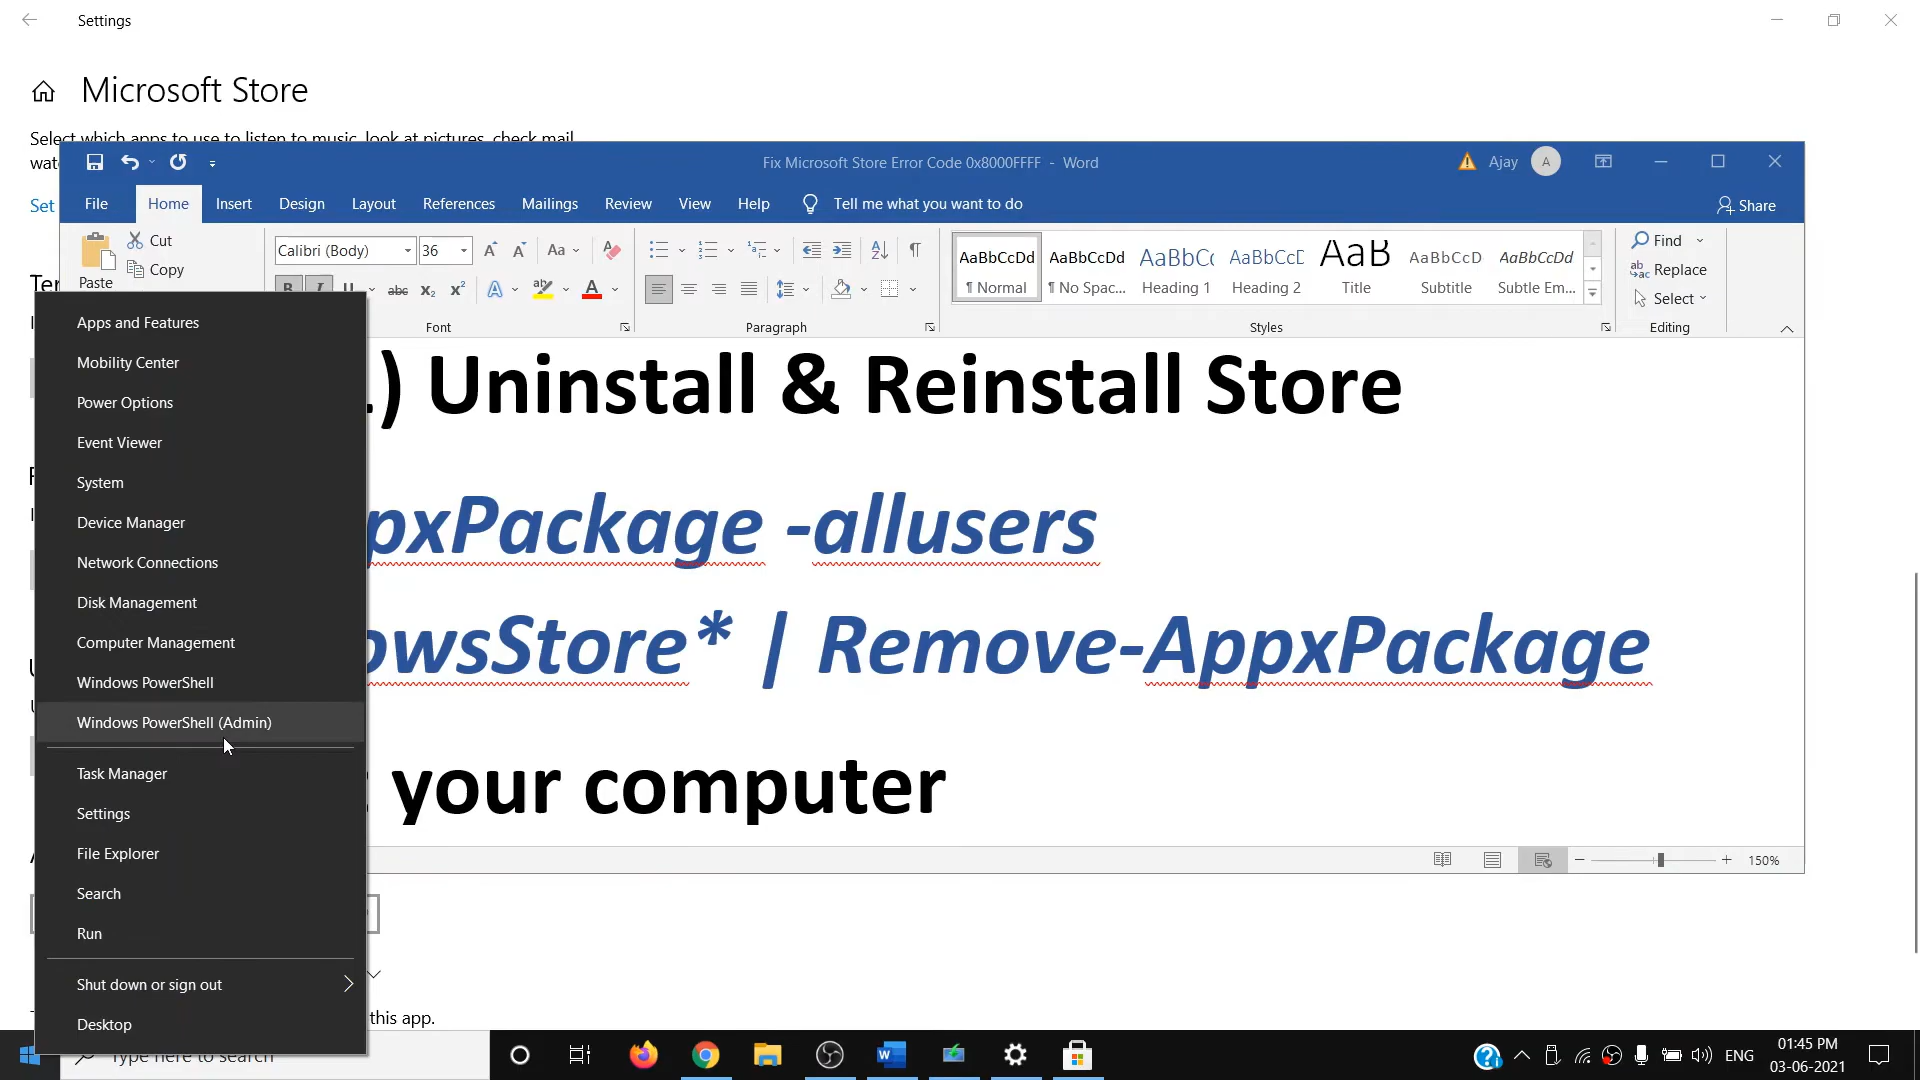 Settings
Microsoft Store
Select which apps to use to listen to music, look at pictures, check mail
Set
Fix Microsoft Store Error Code 0x8000FFFF - Word
Ajay
A
File
Home
Insert
Design
Layout
References
Mailings
Review
View
Help
Tell me what you want to do
Share
Paste
Cut
Copy
Calibri (Body)
36
Font
Paragraph
AaBbCcDd
¶ Normal
AaBbCcDd
¶ No Spac...
AaBbC
Heading 1
AaBbCcD
Heading 2
AaB
Title
AaBbCcD
Subtitle
AaBbCcDd
Subtle Em...
Styles
Find
Replace
Select
Editing
1) Uninstall & Reinstall Store
pxPackage -allusers
owsStore* | Remove-AppxPackage
your computer
150%
Apps and Features
Mobility Center
Power Options
Event Viewer
System
Device Manager
Network Connections
Disk Management
Computer Management
Windows PowerShell
Windows PowerShell (Admin)
Task Manager
Settings
File Explorer
Search
Run
Shut down or sign out
Desktop
this app.
Type here to search
ENG
01:45 PM
03-06-2021